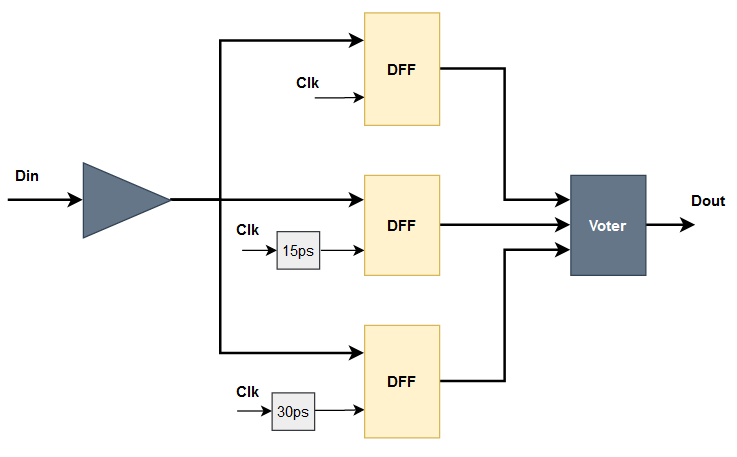 DFF
Clk
Din
Clk
15ps
DFF
Voter
Dout
Clk
30ps
DFF